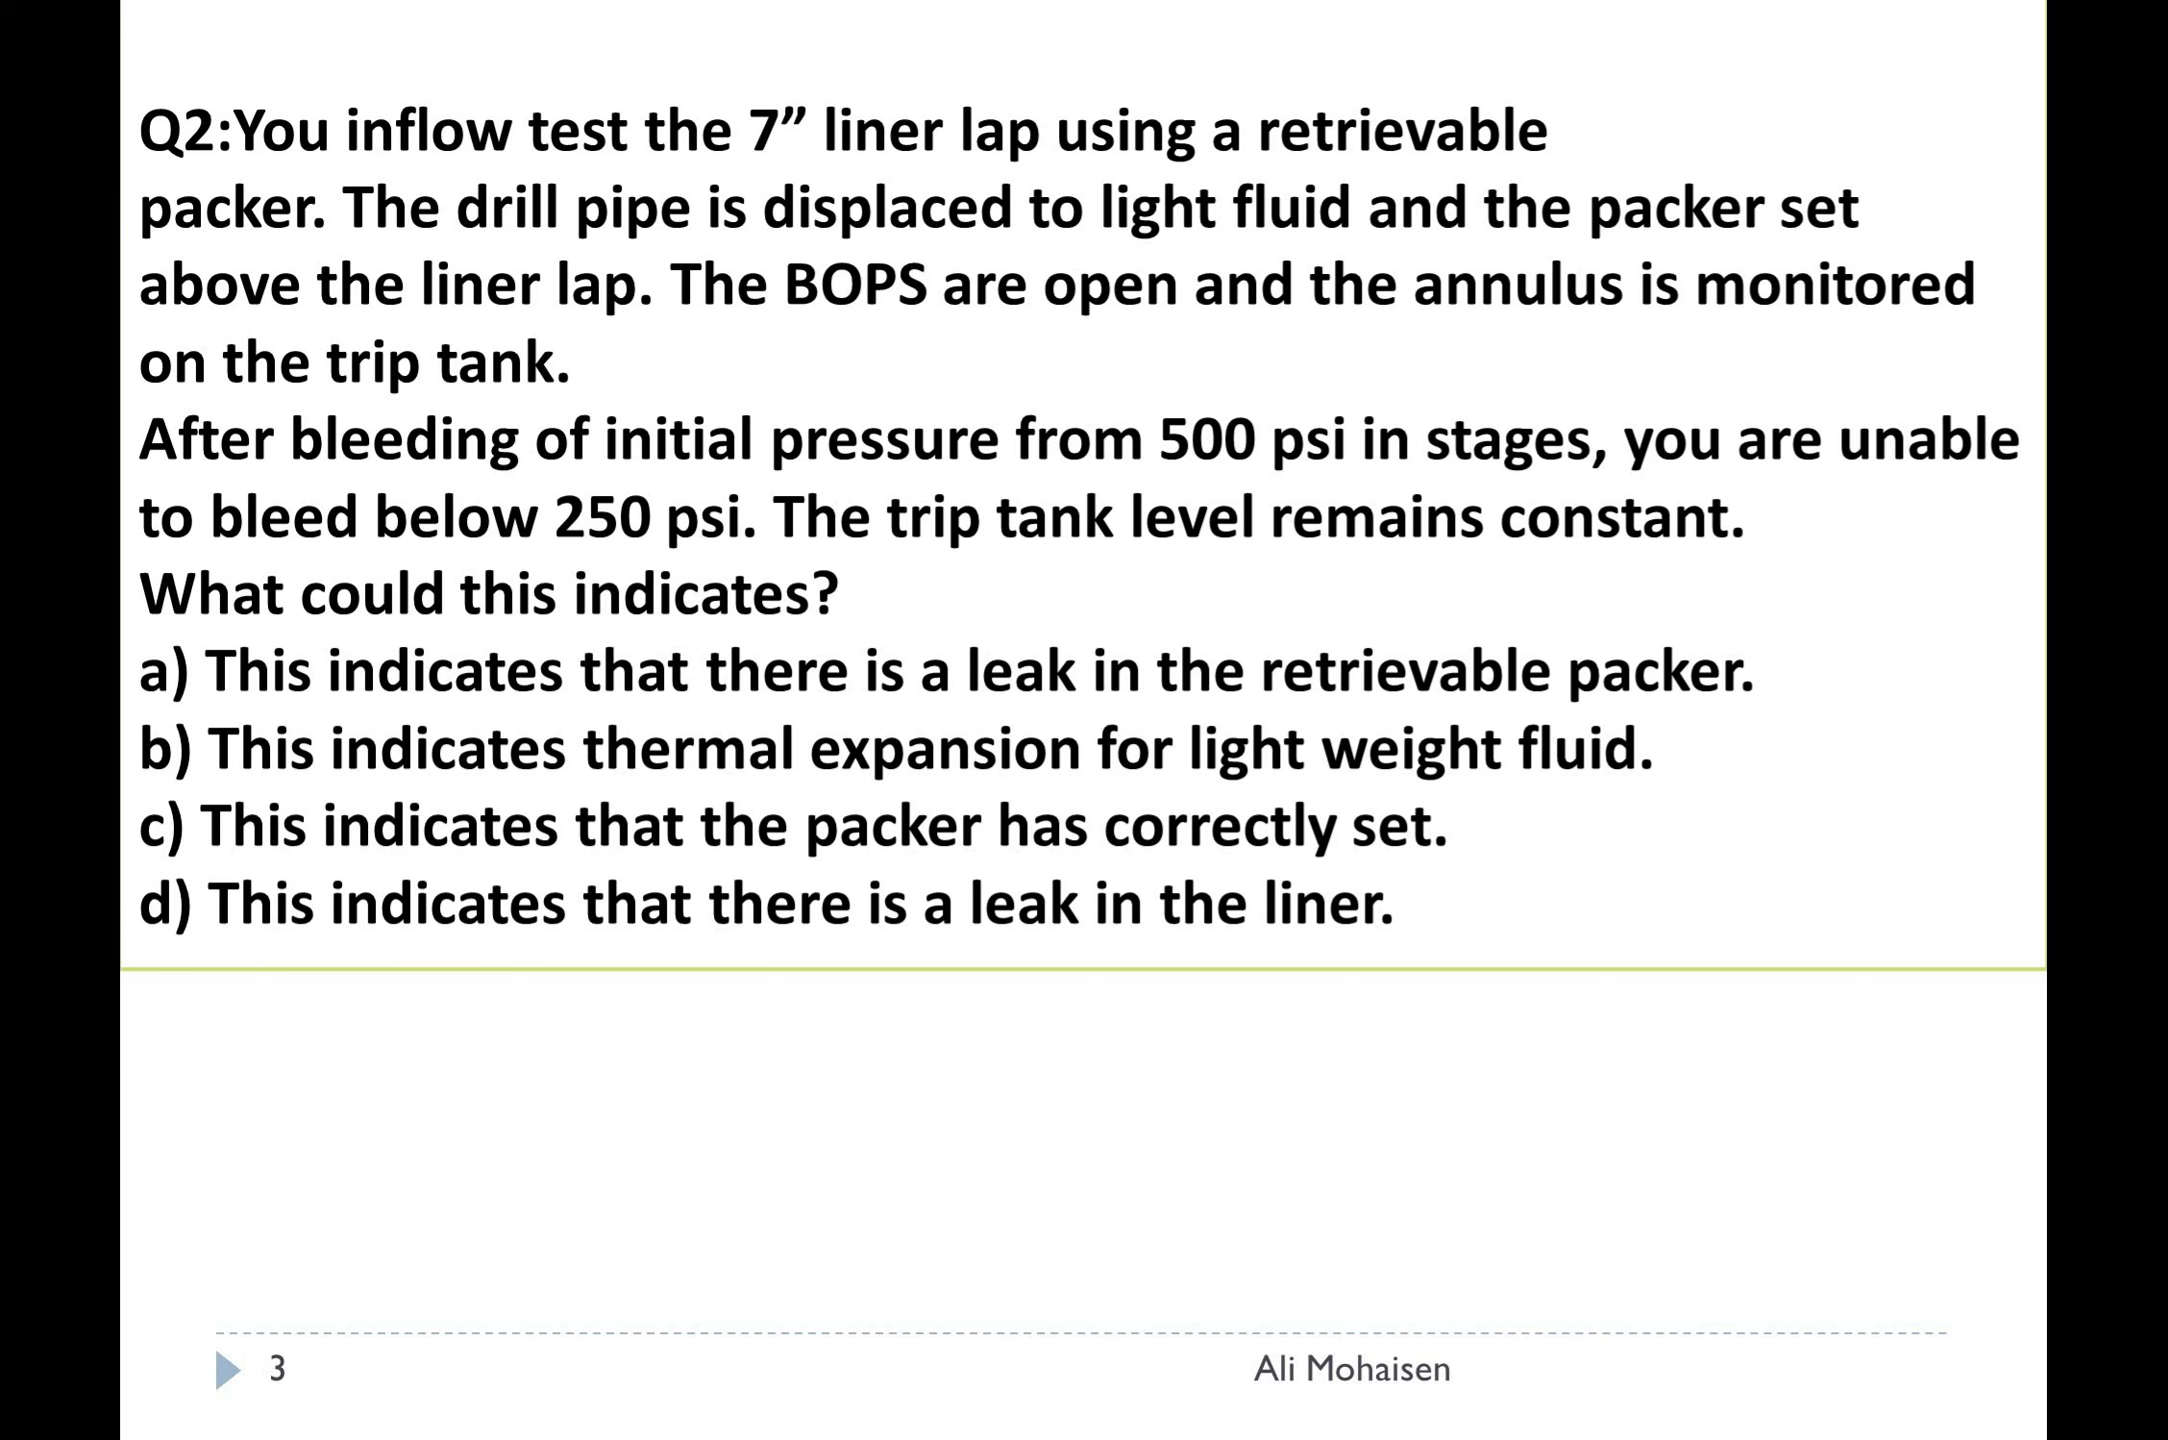 Q2:You inflow test the 7” liner lap using a retrievable
packer. The drill pipe is displaced to light fluid and the packer set
above the liner lap. The BOPS are open and the annulus is monitored
on the trip tank.
After bleeding of initial pressure from 500 psi in stages, you are unable
to bleed below 250 psi. The trip tank level remains constant.
What could this indicates?
a) This indicates that there is a leak in the retrievable packer.
b) This indicates thermal expansion for light weight fluid.
c) This indicates that the packer has correctly set.
d) This indicates that there is a leak in the liner.
3
Ali Mohaisen